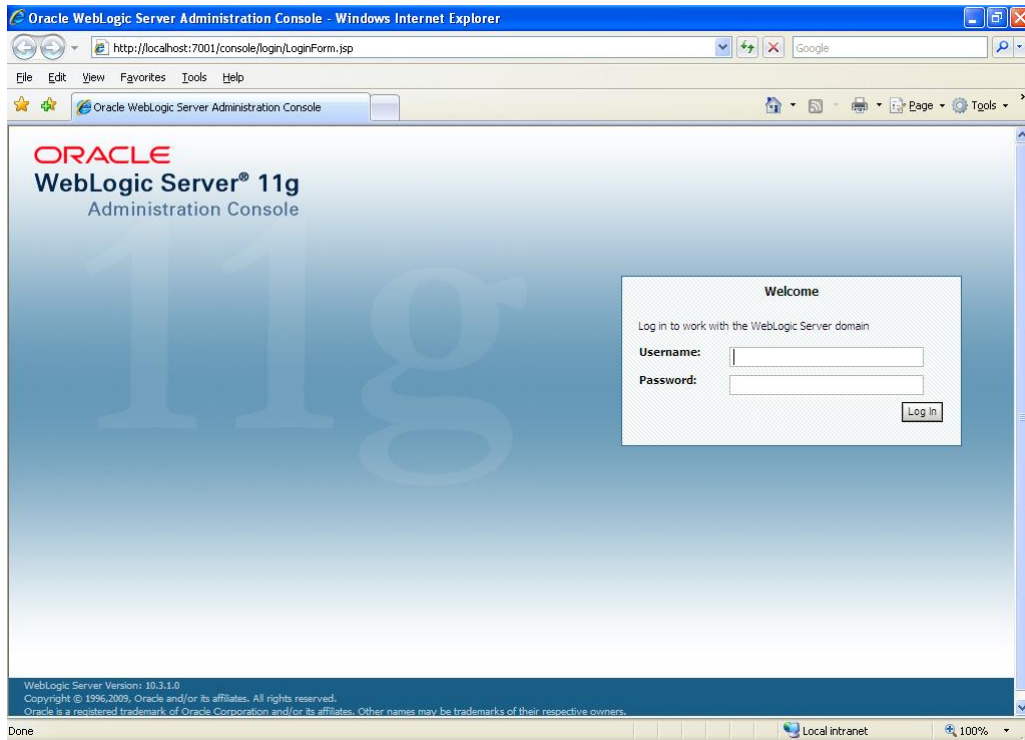 Oracle WebLogic Server Administration Console - Windows Internet Explorer
http://localhost:7001/console/login/LoginForm.jsp
Google
File Edit View Favorites Tools Help
Oracle WebLogic Server Administration Console
Page Tools
ORACLE
WebLogic Server® 11g
Administration Console
11g
Welcome
Log in to work with the WebLogic Server domain
Username:
Password:
Log In
WebLogic Server Version: 10.3.1.0
Copyright © 1996,2009, Oracle and/or its affiliates. All rights reserved.
Oracle is a registered trademark of Oracle Corporation and/or its affiliates. Other names may be trademarks of their respective owners.
Done Local intranet 100%